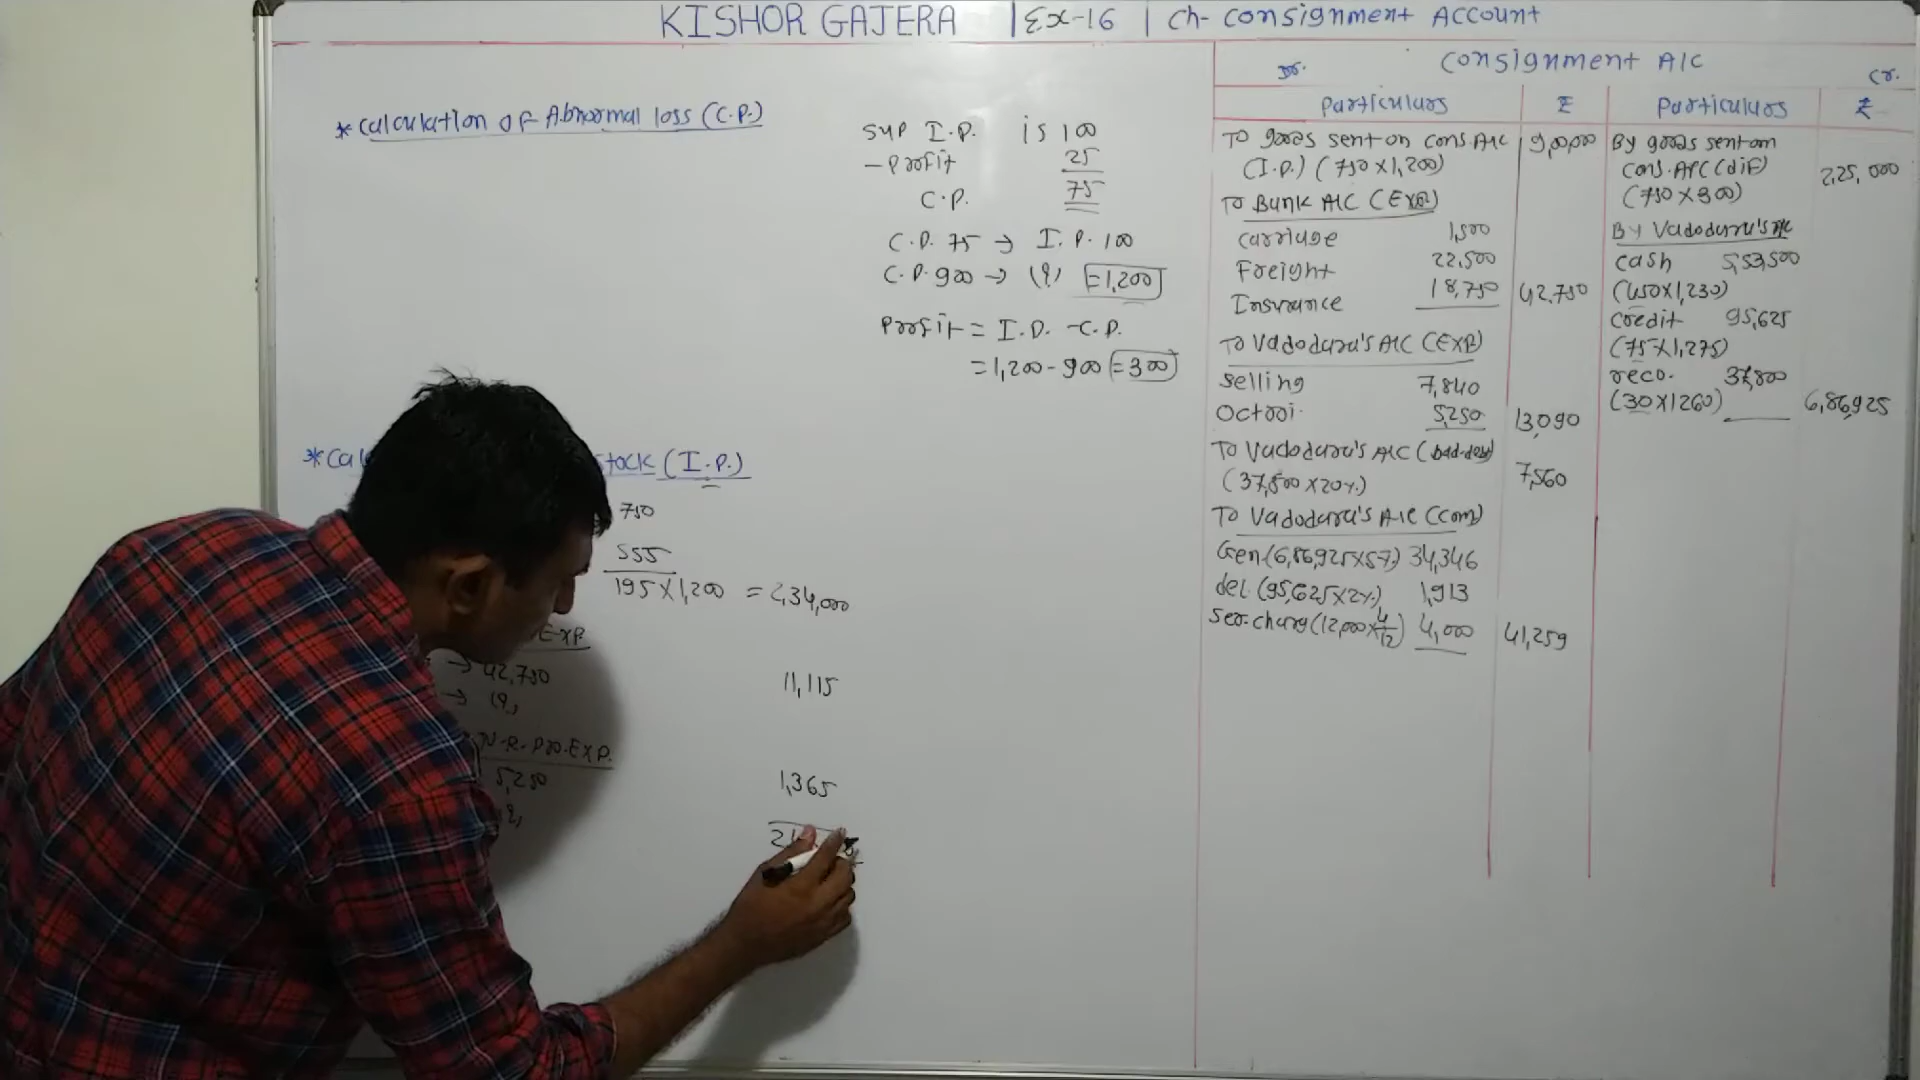 KISHOR GAJERA | Ex-16 | Ch- Consignment Account
* Calculation of Abnormal loss (C.P.)
Sup I.P. is 100
- Profit 25
C.P. 75
C.P. 75 → I.P. 100
C.P. 900 → (?) = 1,200
Profit = I.P. - C.P.
= 1,200 - 900 = 300
* Cal stock (I.P.)
750
555
195 X 1,200 = 2,34,000
EXP.
→ 42,750
→ (?)
N-R-Pro.EXP.
5,250
(?)
11,115
1,365
Consignment A/C
Dr. Cr.
Particulars ₹ Particulars ₹
To goods sent on cons. A/c 9,00,000
(I.P.) (750 X 1,200)
To Bank A/C (EXP.)
Carriage 1,500
Freight 22,500
Insurance 18,750 42,750
To Vadodara's A/C (EXP.)
Selling 7,840
Octroi 5,250 13,090
To Vadodara's A/C (bad-debt)
(37,800 X 20%) 7,560
To Vadodara's A/C (com)
Gen (6,86,925 X 5%) 34,346
del. (95,625 X 2%) 1,913
Ser. charg (12,000 X 4/12) 4,000 41,259
By goods sent on
cons. A/C (dif) 2,25,000
(750 X 300)
By Vadodara's A/c
Cash 5,53,500
(450 X 1,230)
Credit 95,625
(75 X 1,275)
reco. 37,800
(30 X 1260) 6,86,925